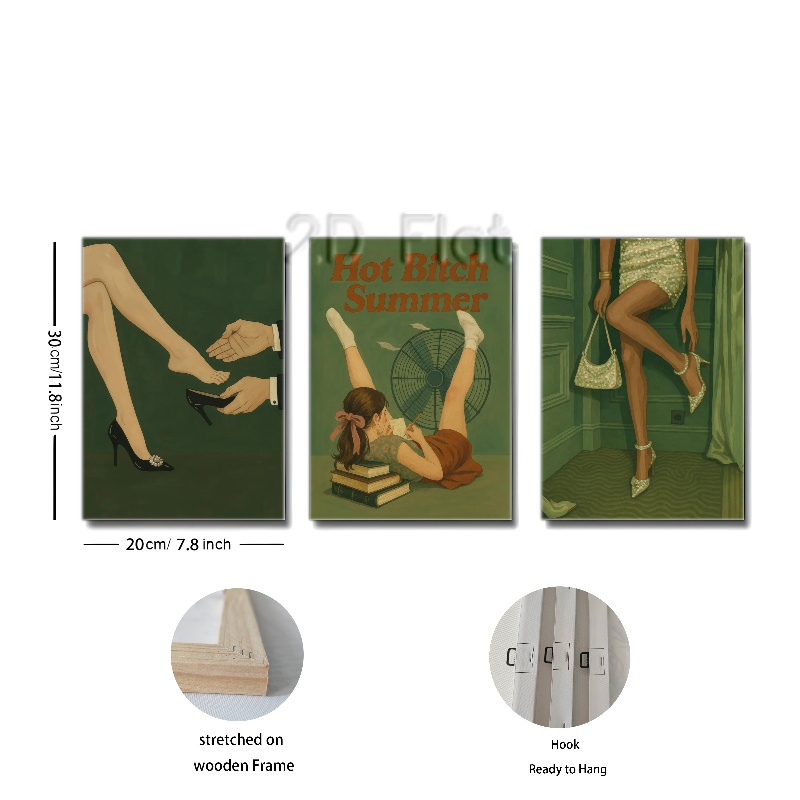 2D Flat
Hot Bitch
Summer
30cm/11.8inch
20cm/ 7.8 inch
stretched on
wooden Frame
Hook
Ready to Hang